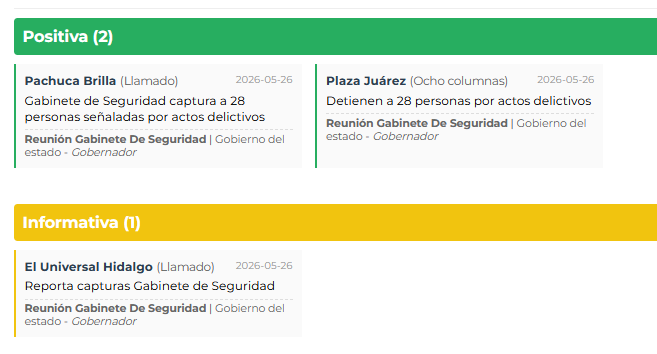 Positiva (2)
Pachuca Brilla (Llamado) 2026-05-26
Gabinete de Seguridad captura a 28
personas señaladas por actos delictivos
Reunión Gabinete De Seguridad | Gobierno del
estado - Gobernador
Plaza Juárez (Ocho columnas) 2026-05-26
Detienen a 28 personas por actos delictivos
Reunión Gabinete De Seguridad | Gobierno del
estado - Gobernador
Informativa (1)
El Universal Hidalgo (Llamado) 2026-05-26
Reporta capturas Gabinete de Seguridad
Reunión Gabinete De Seguridad | Gobierno del
estado - Gobernador